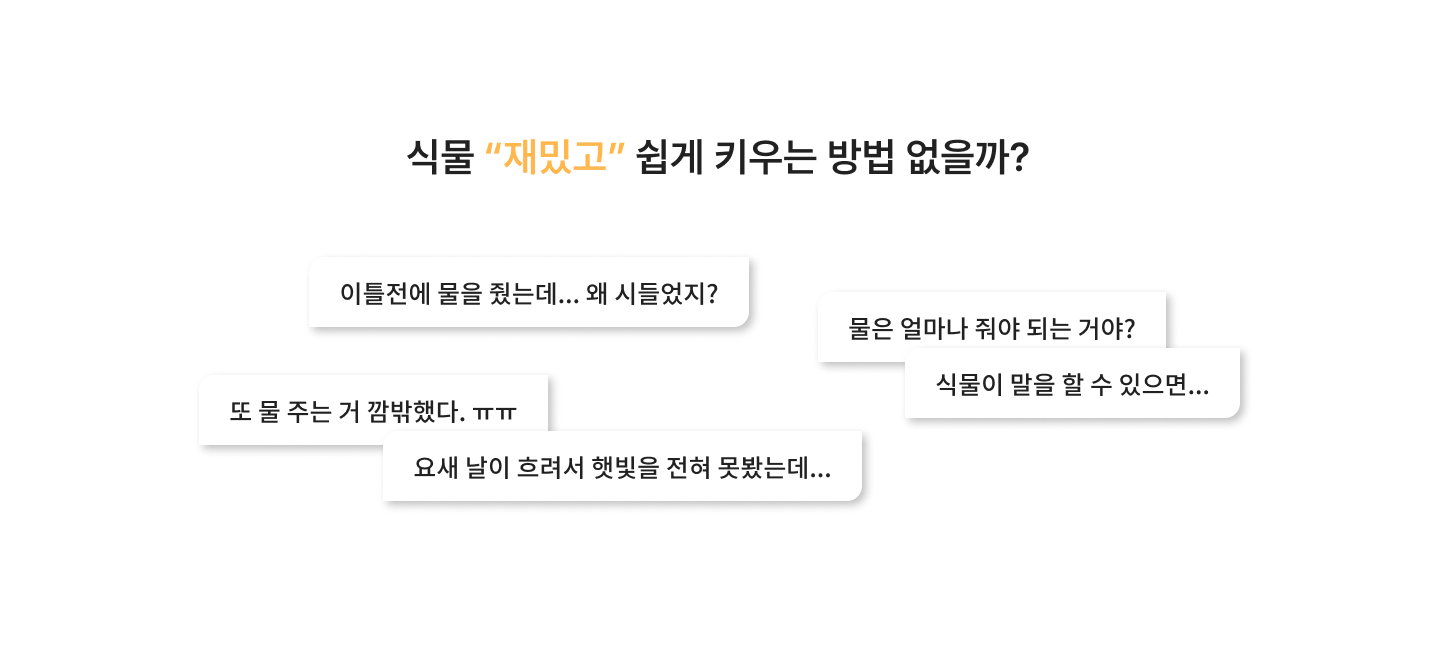 식물 “재밌고” 쉽게 키우는 방법 없을까?
이틀전에 물을 줬는데... 왜 시들었지?
물은 얼마나 줘야 되는 거야?
식물이 말을 할 수 있으면...
또 물 주는 거 깜밖했다. ㅠㅠ
요새 날이 흐려서 햇빛을 전혀 못봤는데...